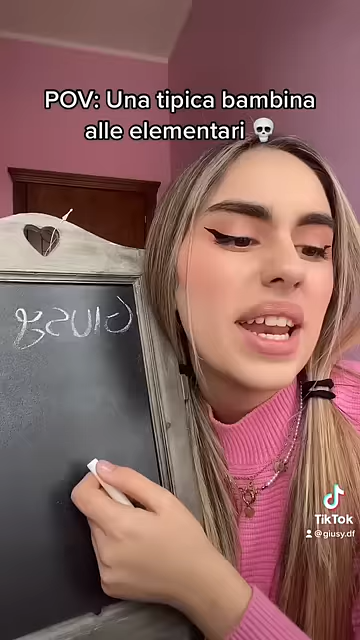 POV: Una tipica bambina
alle elementari 💀
GIUSY
TikTok
@giusy.df